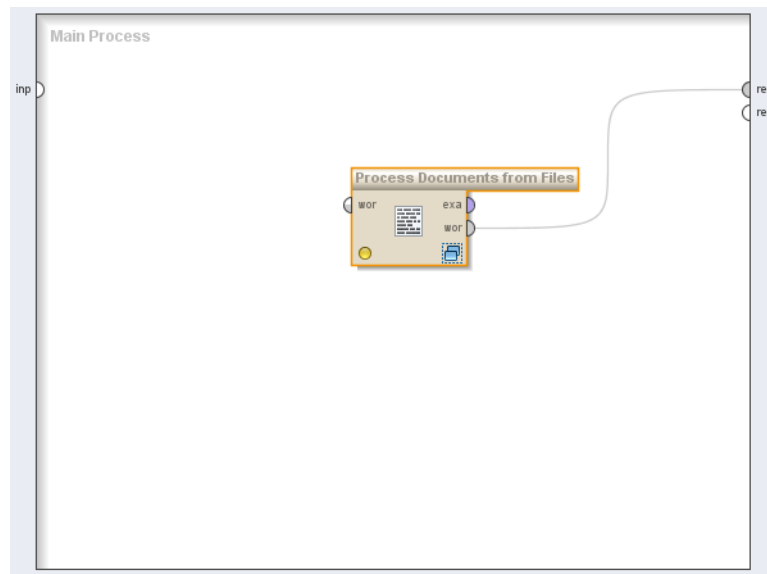 Main Process
inp
re
re
Process Documents from Files
wor exa
wor